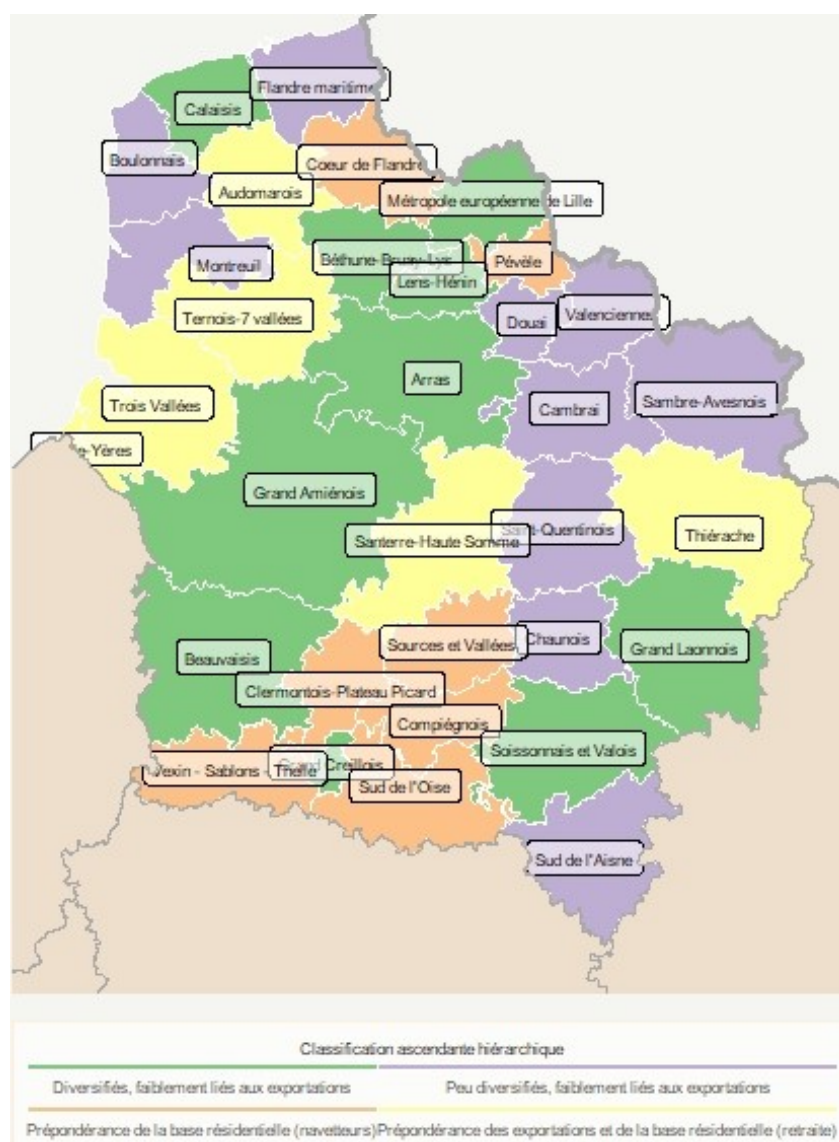 Flandre maritime
Calaisis
Boulonnais
Coeur de Flandre
Audomarois
Métropole européenne de Lille
Montreuil
Béthune-Bruay-Lys
Pévèle
Lens-Hénin
Ternois-7 vallées
Douai
Valenciennes
Arras
Trois Vallées
Cambrai
Sambre-Avesnois
e-Yères
Grand Amiénois
Santerre-Haute Somme
Saint-Quentinois
Thiérache
Beauvaisis
Sources et Vallées
Chaunois
Grand Laonnois
Clermontois-Plateau Picard
Compiégnois
Soissonnais et Valois
Vexin - Sablons - Thelle
Grand Creillois
Sud de l"Oise
Sud de l"Aisne
Classification ascendante hiérarchique
Diversifiés, faiblement liés aux exportations
Peu diversifiés, faiblement liés aux exportations
Prépondérance de la base résidentielle (navetteurs)
Prépondérance des exportations et de la base résidentielle (retraite)